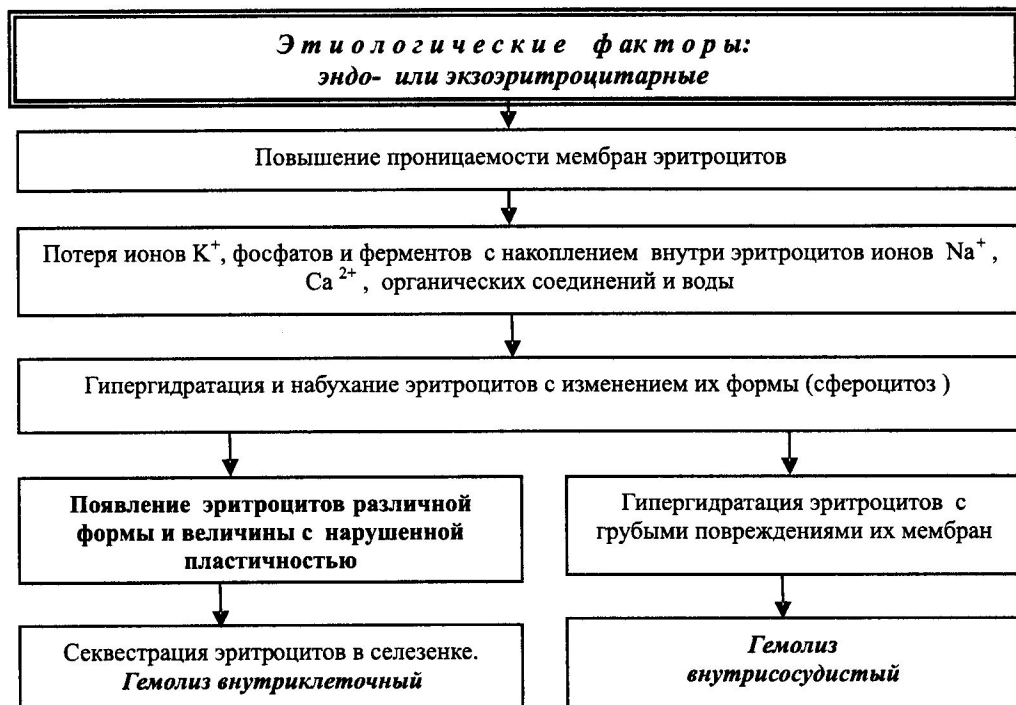 Этиологические факторы:
эндо- или экзоэритроцитарные
Повышение проницаемости мембран эритроцитов
Потеря ионов K⁺, фосфатов и ферментов с накоплением внутри эритроцитов ионов Na⁺,
Ca²⁺, органических соединений и воды
Гипергидратация и набухание эритроцитов с изменением их формы (сфероцитоз )
Появление эритроцитов различной
формы и величины с нарушенной
пластичностью
Гипергидратация эритроцитов с
грубыми повреждениями их мембран
Секвестрация эритроцитов в селезенке.
Гемолиз внутриклеточный
Гемолиз
внутрисосудистый